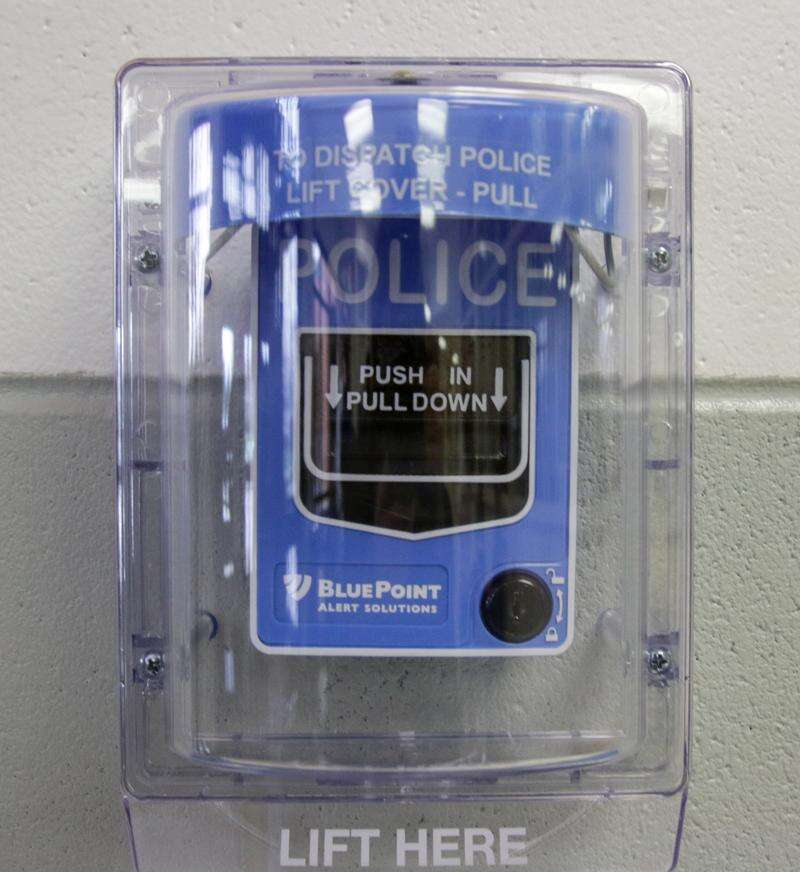 TO DISPATCH POLICE
LIFT COVER - PULL
POLICE
PUSH IN
PULL DOWN
BLUEPOINT
ALERT SOLUTIONS
LIFT HERE